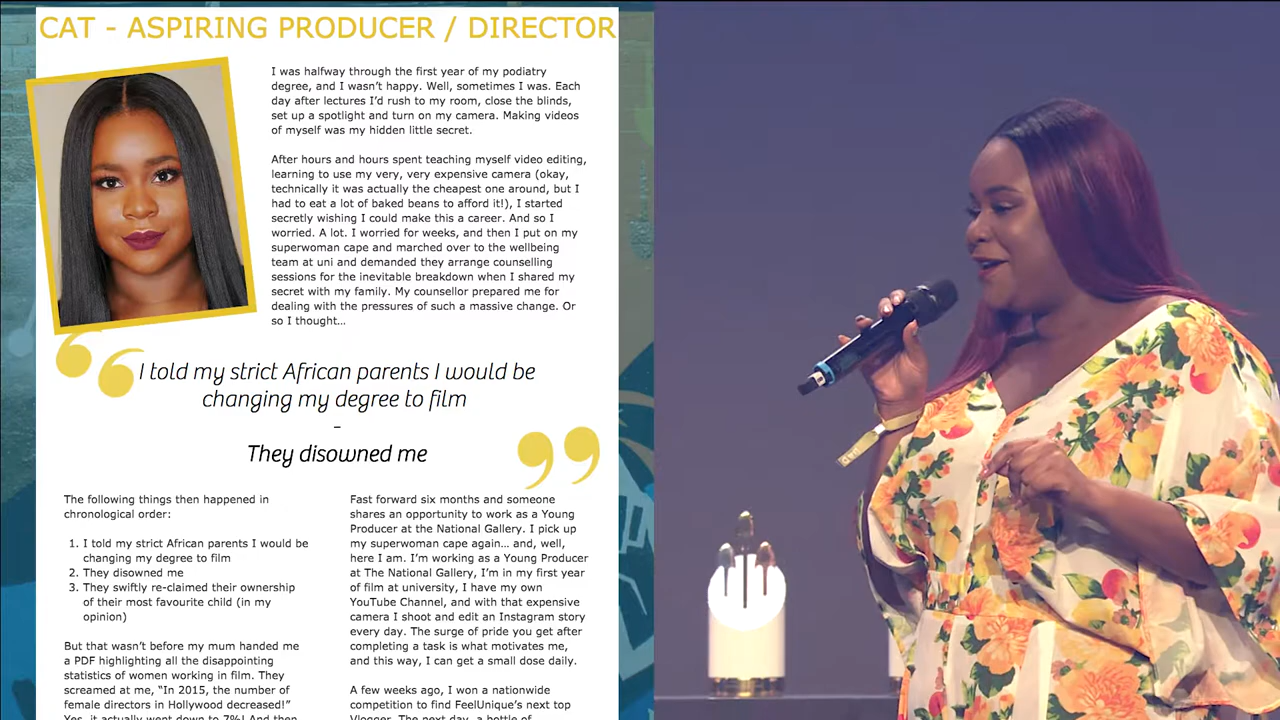 CAT - ASPIRING PRODUCER / DIRECTOR
I was halfway through the first year of my podiatry
degree, and I wasn’t happy. Well, sometimes I was. Each
day after lectures I’d rush to my room, close the blinds,
set up a spotlight and turn on my camera. Making videos
of myself was my hidden little secret.
After hours and hours spent teaching myself video editing,
learning to use my very, very expensive camera (okay,
technically it was actually the cheapest one around, but I
had to eat a lot of baked beans to afford it!), I started
secretly wishing I could make this a career. And so I
worried. A lot. I worried for weeks, and then I put on my
superwoman cape and marched over to the wellbeing
team at uni and demanded they arrange counselling
sessions for the inevitable breakdown when I shared my
secret with my family. My counsellor prepared me for
dealing with the pressures of such a massive change. Or
so I thought…
“I told my strict African parents I would be
changing my degree to film
-
They disowned me”
The following things then happened in
chronological order:
1. I told my strict African parents I would be
changing my degree to film
2. They disowned me
3. They swiftly re-claimed their ownership
of their most favourite child (in my
opinion)
But that wasn’t before my mum handed me
a PDF highlighting all the disappointing
statistics of women working in film. They
screamed at me, “In 2015, the number of
female directors in Hollywood decreased!”
Yes, it actually went down to 7%! And then
Fast forward six months and someone
shares an opportunity to work as a Young
Producer at the National Gallery. I pick up
my superwoman cape again… and, well,
here I am. I’m working as a Young Producer
at The National Gallery, I’m in my first year
of film at university, I have my own
YouTube Channel, and with that expensive
camera I shoot and edit an Instagram story
every day. The surge of pride you get after
completing a task is what motivates me,
and this way, I can get a small dose daily.
A few weeks ago, I won a nationwide
competition to find FeelUnique’s next top
Vlogger. The next day, a bottle of